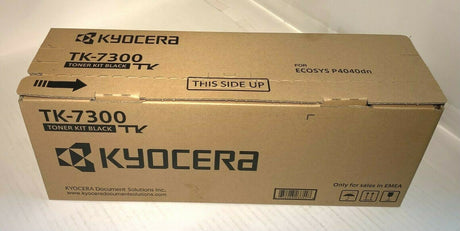 KYOCERA
TK-7300
TONER KIT BLACK TK
FOR
ECOSYS P4040dn
THIS SIDE UP
TK-7300
TONER KIT BLACK TK
KYOCERA
KYOCERA Document Solutions Inc.
www.kyoceradocumentsolutions.com
Only for sales in EMEA